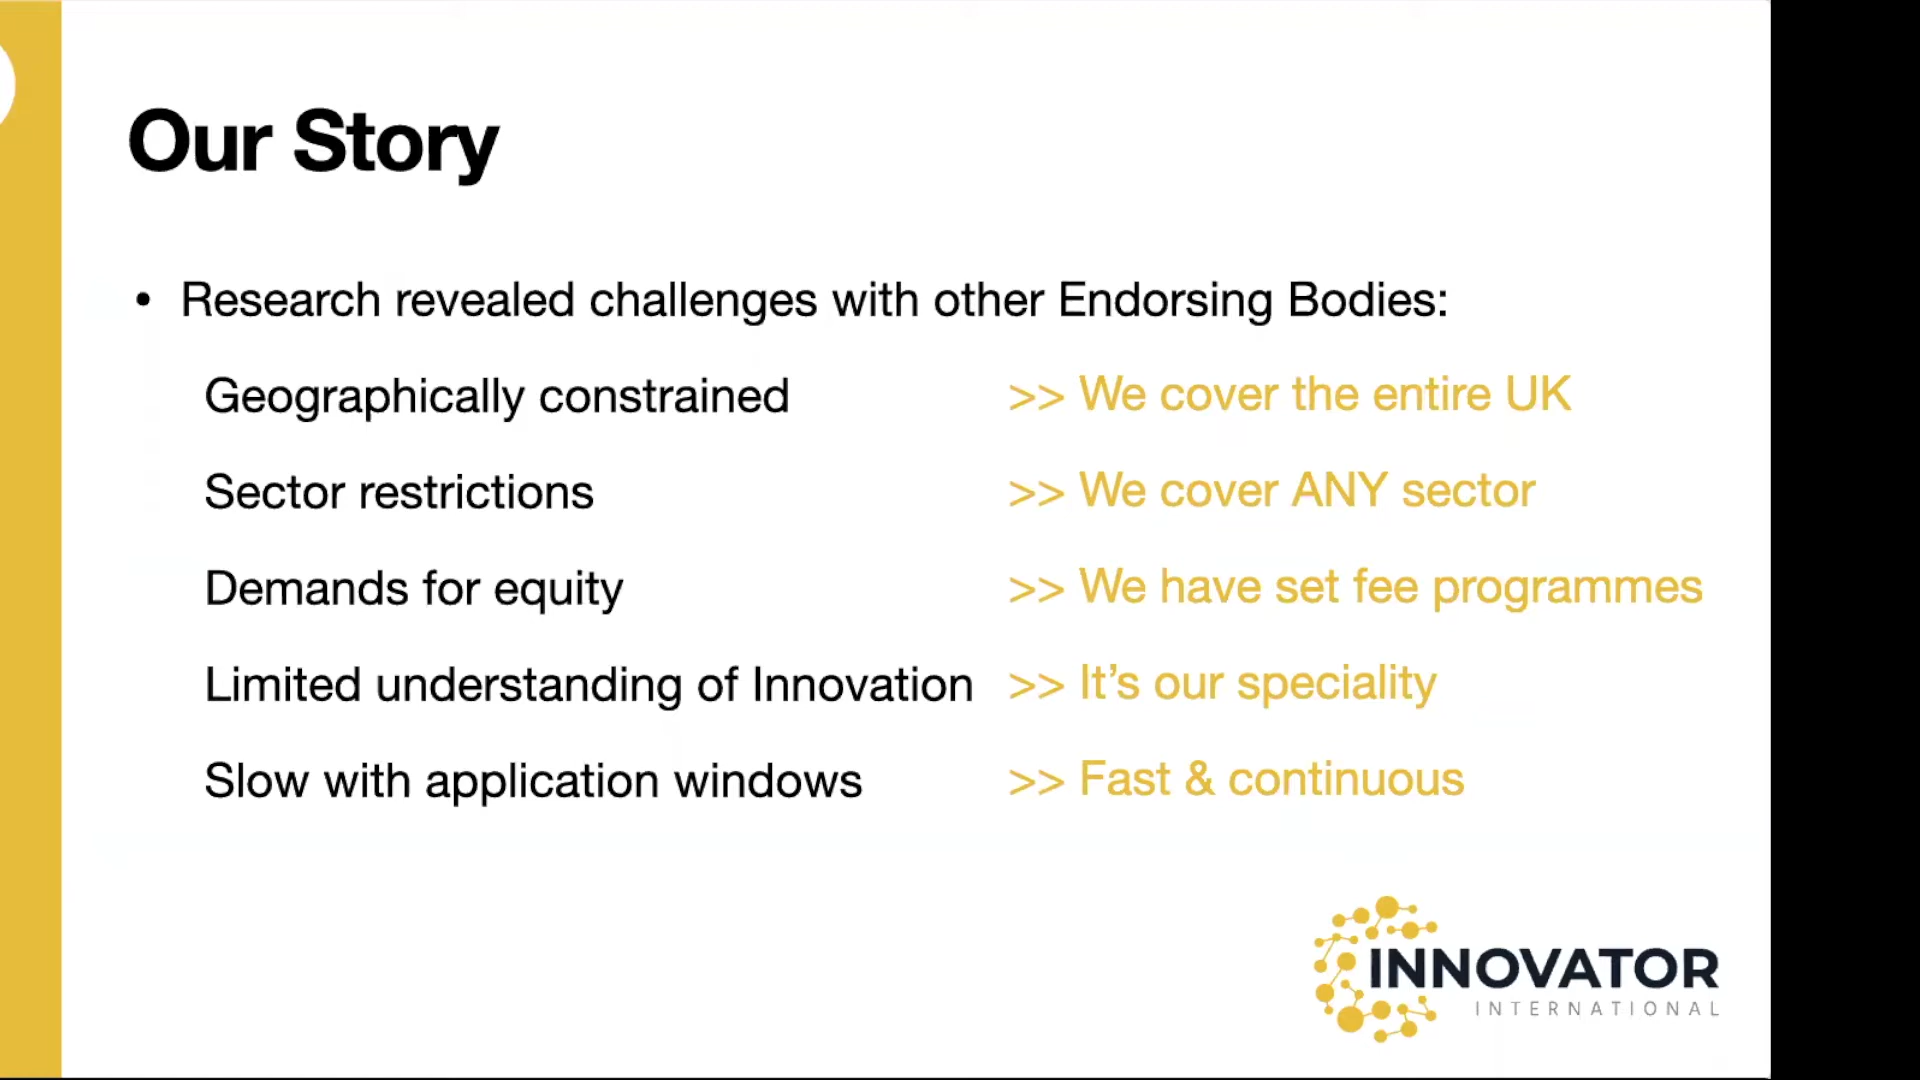 Our Story
• Research revealed challenges with other Endorsing Bodies:
Geographically constrained >> We cover the entire UK
Sector restrictions >> We cover ANY sector
Demands for equity >> We have set fee programmes
Limited understanding of Innovation >> It’s our speciality
Slow with application windows >> Fast & continuous
INNOVATOR
INTERNATIONAL